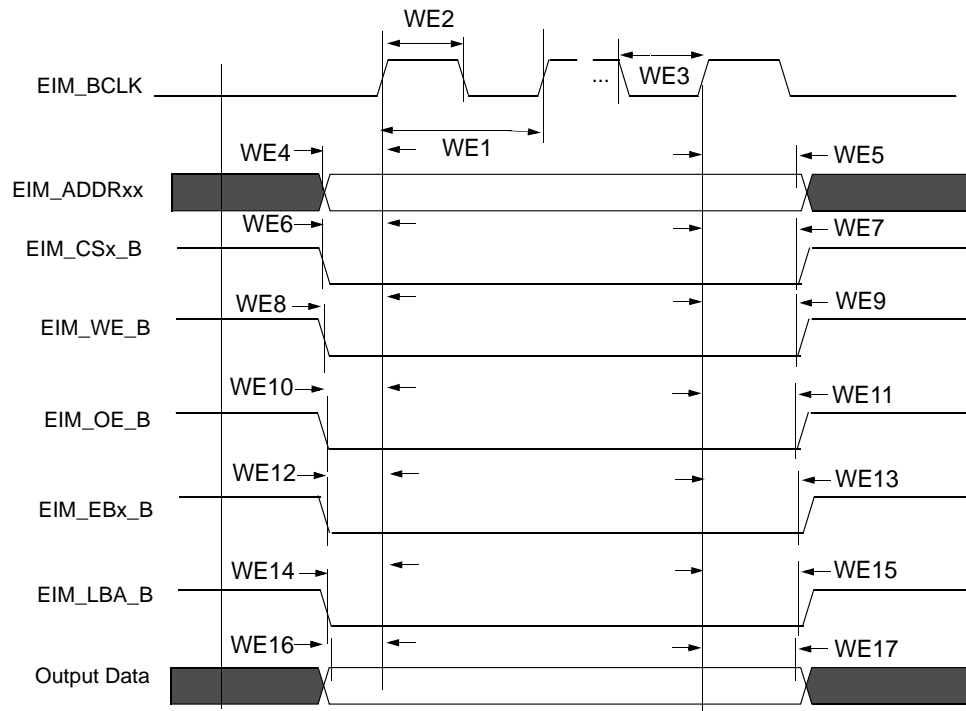 WE2
EIM_BCLK
...
WE3
WE1
WE4
WE5
EIM_ADDRxx
WE6
WE7
EIM_CSx_B
WE8
WE9
EIM_WE_B
WE10
WE11
EIM_OE_B
WE12
WE13
EIM_EBx_B
WE14
WE15
EIM_LBA_B
WE16
WE17
Output Data